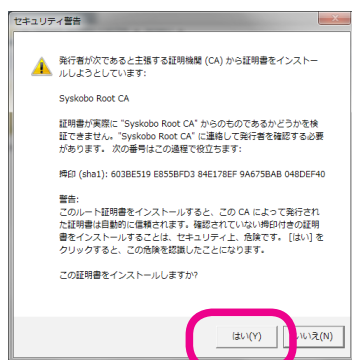 セキュリティ警告
発行者が次であると主張する証明機関 (CA) から証明書をインストー
ルしようとしています:
Syskobo Root CA
証明書が実際に "Syskobo Root CA" からのものであるかどうかを検
証できません。"Syskobo Root CA" に連絡して発行者を確認する必要
があります。 次の番号はこの過程で役立ちます:
拇印 (sha1): 603BE519 E855BFD3 84E178EF 9A675BAB 048DEF40
警告:
このルート証明書をインストールすると、この CA によって発行され
た証明書は自動的に信頼されます。確認されていない拇印付きの証明
書をインストールすることは、セキュリティ上、危険です。 [はい] を
クリックすると、この危険を認識したことになります。
この証明書をインストールしますか?
はい(Y)
いいえ(N)